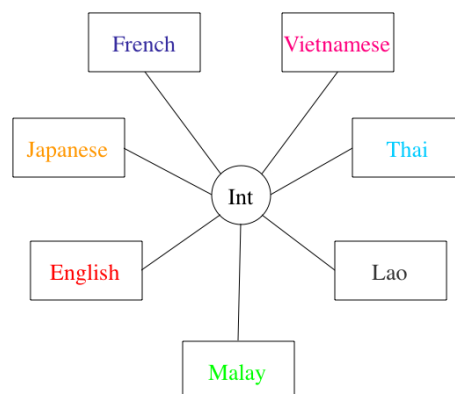 French
Vietnamese
Japanese
Thai
Int
English
Lao
Malay